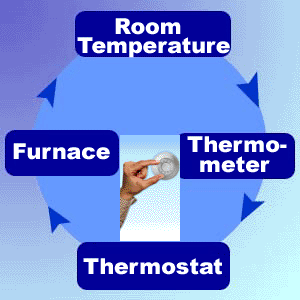 Room
Temperature
Furnace
Thermo-
meter
Thermostat